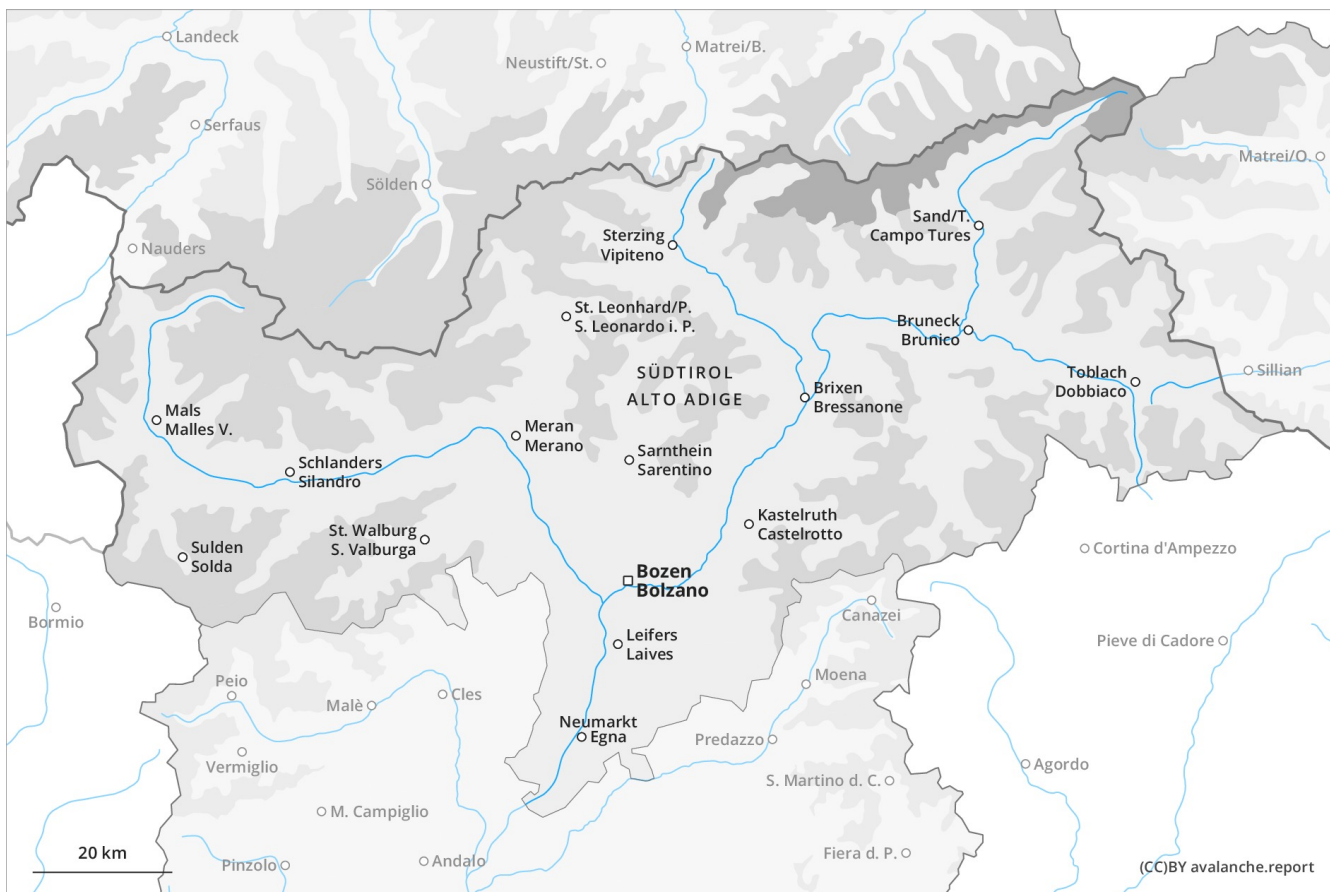 Landeck
Matrei/B.
Neustift/St.
Serfaus
Matrei/O.
Sölden
Sand/T.
Campo Tures
Nauders
Sterzing
Vipiteno
St. Leonhard/P.
S. Leonardo i. P.
Bruneck
Brunico
SÜDTIROL
ALTO ADIGE
Toblach
Dobbiaco
Sillian
Brixen
Bressanone
Mals
Malles V.
Meran
Merano
Schlanders
Silandro
Sarnthein
Sarentino
Kastelruth
Castelrotto
St. Walburg
S. Valburga
Sulden
Solda
Cortina d'Ampezzo
Bozen
Bolzano
Bormio
Canazei
Leifers
Laives
Pieve di Cadore
Peio
Malè
Cles
Moena
Neumarkt
Egna
Predazzo
Vermiglio
S. Martino d. C.
Agordo
M. Campiglio
20 km
Pinzolo
Andalo
Fiera d. P.
(CC)BY avalanche.report